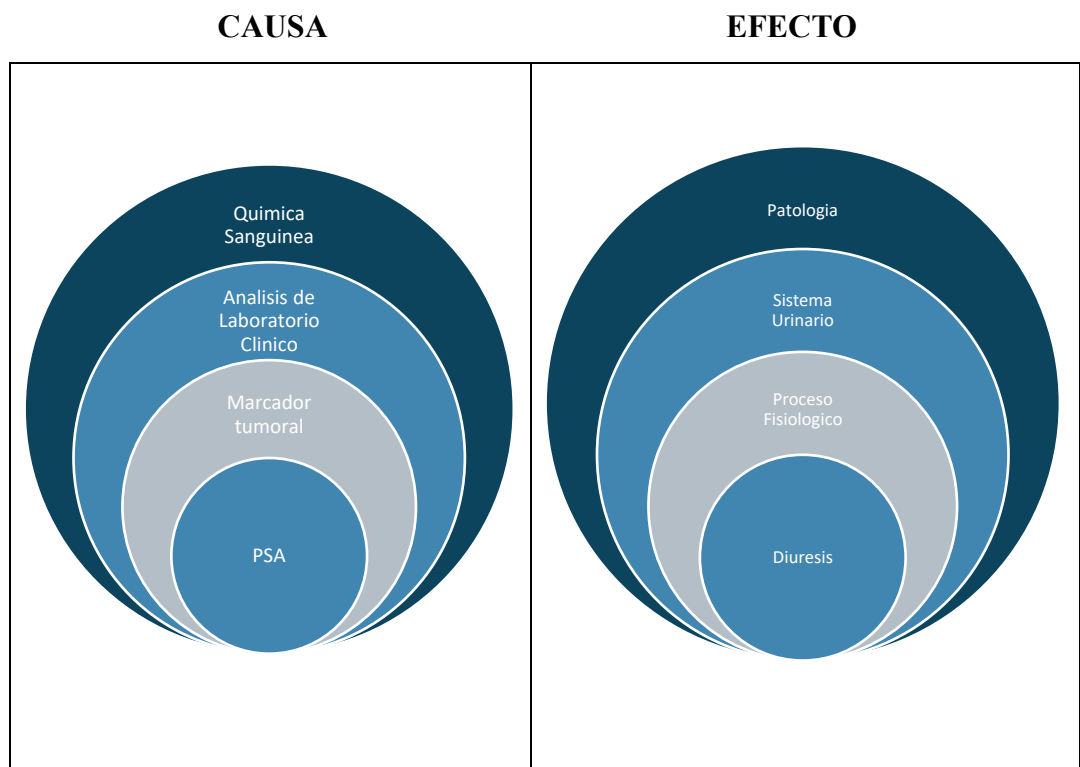 CAUSA
EFECTO
Quimica
Sanguinea
Analisis de
Laboratorio
Clinico
Marcador
tumoral
PSA
Patologia
Sistema
Urinario
Proceso
Fisiologico
Diuresis